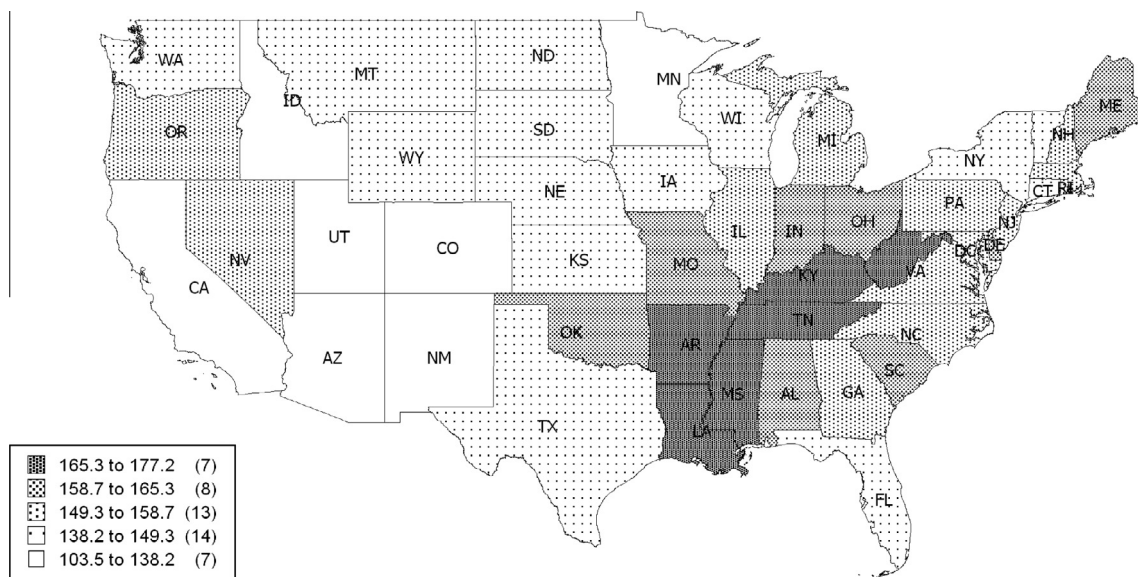 WA
MT
ND
MN
ME
ID
OR
SD
WI
MI
NH
NY
WY
IA
CT
RI
NE
PA
NJ
OH
IL
IN
NV
UT
CO
DC
DE
KS
MO
KY
VA
CA
TN
OK
NC
AZ
NM
AR
SC
MS
AL
GA
TX
LA
FL
165.3 to 177.2 (7)
158.7 to 165.3 (8)
149.3 to 158.7 (13)
138.2 to 149.3 (14)
103.5 to 138.2 (7)